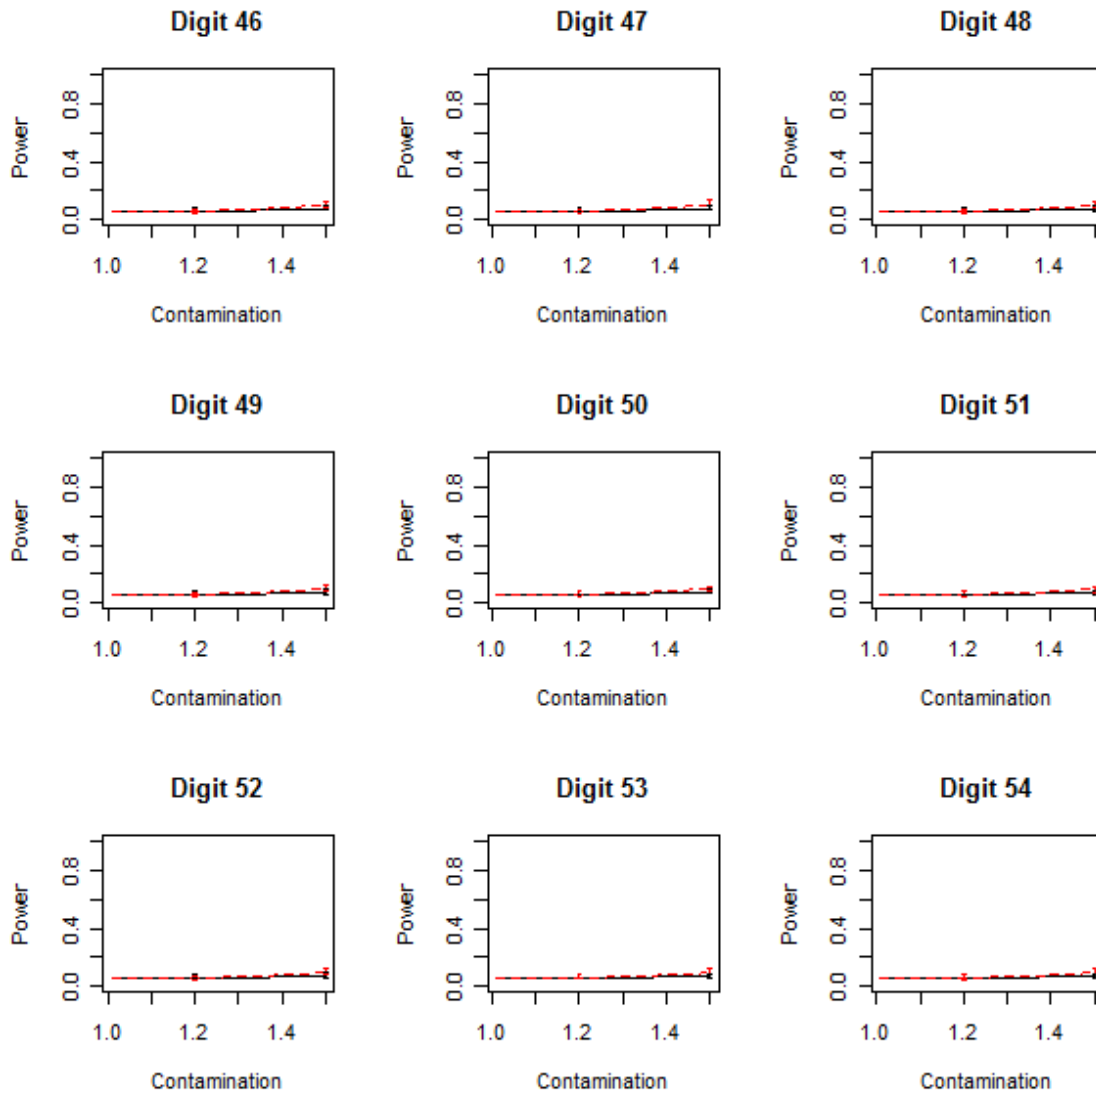 Digit 46 Digit 47 Digit 48
Power 0.0 0.4 0.8 Power 0.0 0.4 0.8 Power 0.0 0.4 0.8
1.0 1.2 1.4 1.0 1.2 1.4 1.0 1.2 1.4
Contamination Contamination Contamination
Digit 49 Digit 50 Digit 51
Power 0.0 0.4 0.8 Power 0.0 0.4 0.8 Power 0.0 0.4 0.8
1.0 1.2 1.4 1.0 1.2 1.4 1.0 1.2 1.4
Contamination Contamination Contamination
Digit 52 Digit 53 Digit 54
Power 0.0 0.4 0.8 Power 0.0 0.4 0.8 Power 0.0 0.4 0.8
1.0 1.2 1.4 1.0 1.2 1.4 1.0 1.2 1.4
Contamination Contamination Contamination